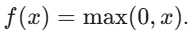 f(x) = max(0, x).